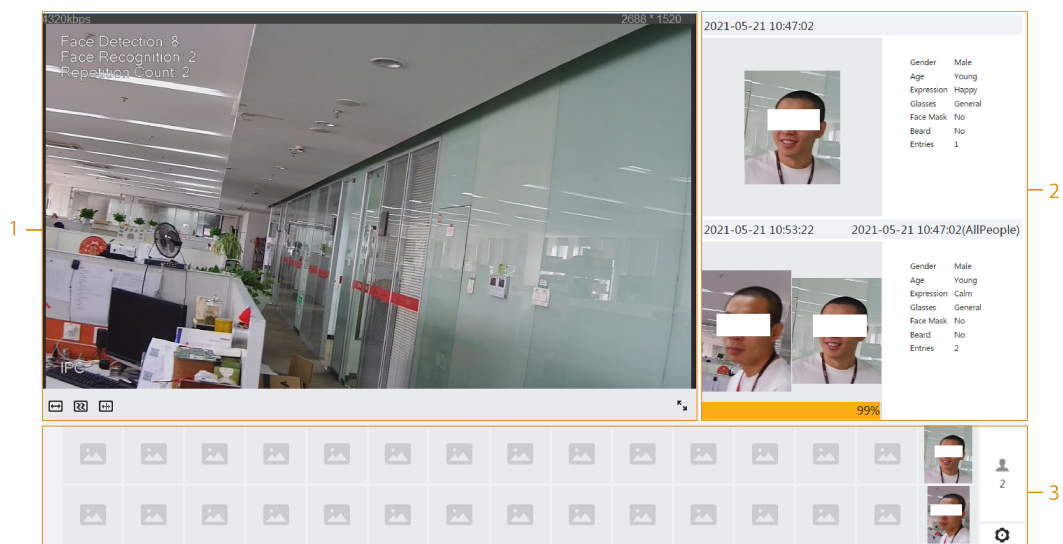 4320kbps
2688 * 1520
Face Detection: 8
Face Recognition: 2
Repetition Count: 2
IPC
1
2021-05-21 10:47:02
Gender Male
Age Young
Expression Happy
Glasses General
Face Mask No
Beard No
Entries 1
2
2021-05-21 10:53:22 2021-05-21 10:47:02(AllPeople)
Gender Male
Age Young
Expression Calm
Glasses General
Face Mask No
Beard No
Entries 2
99%
2
3